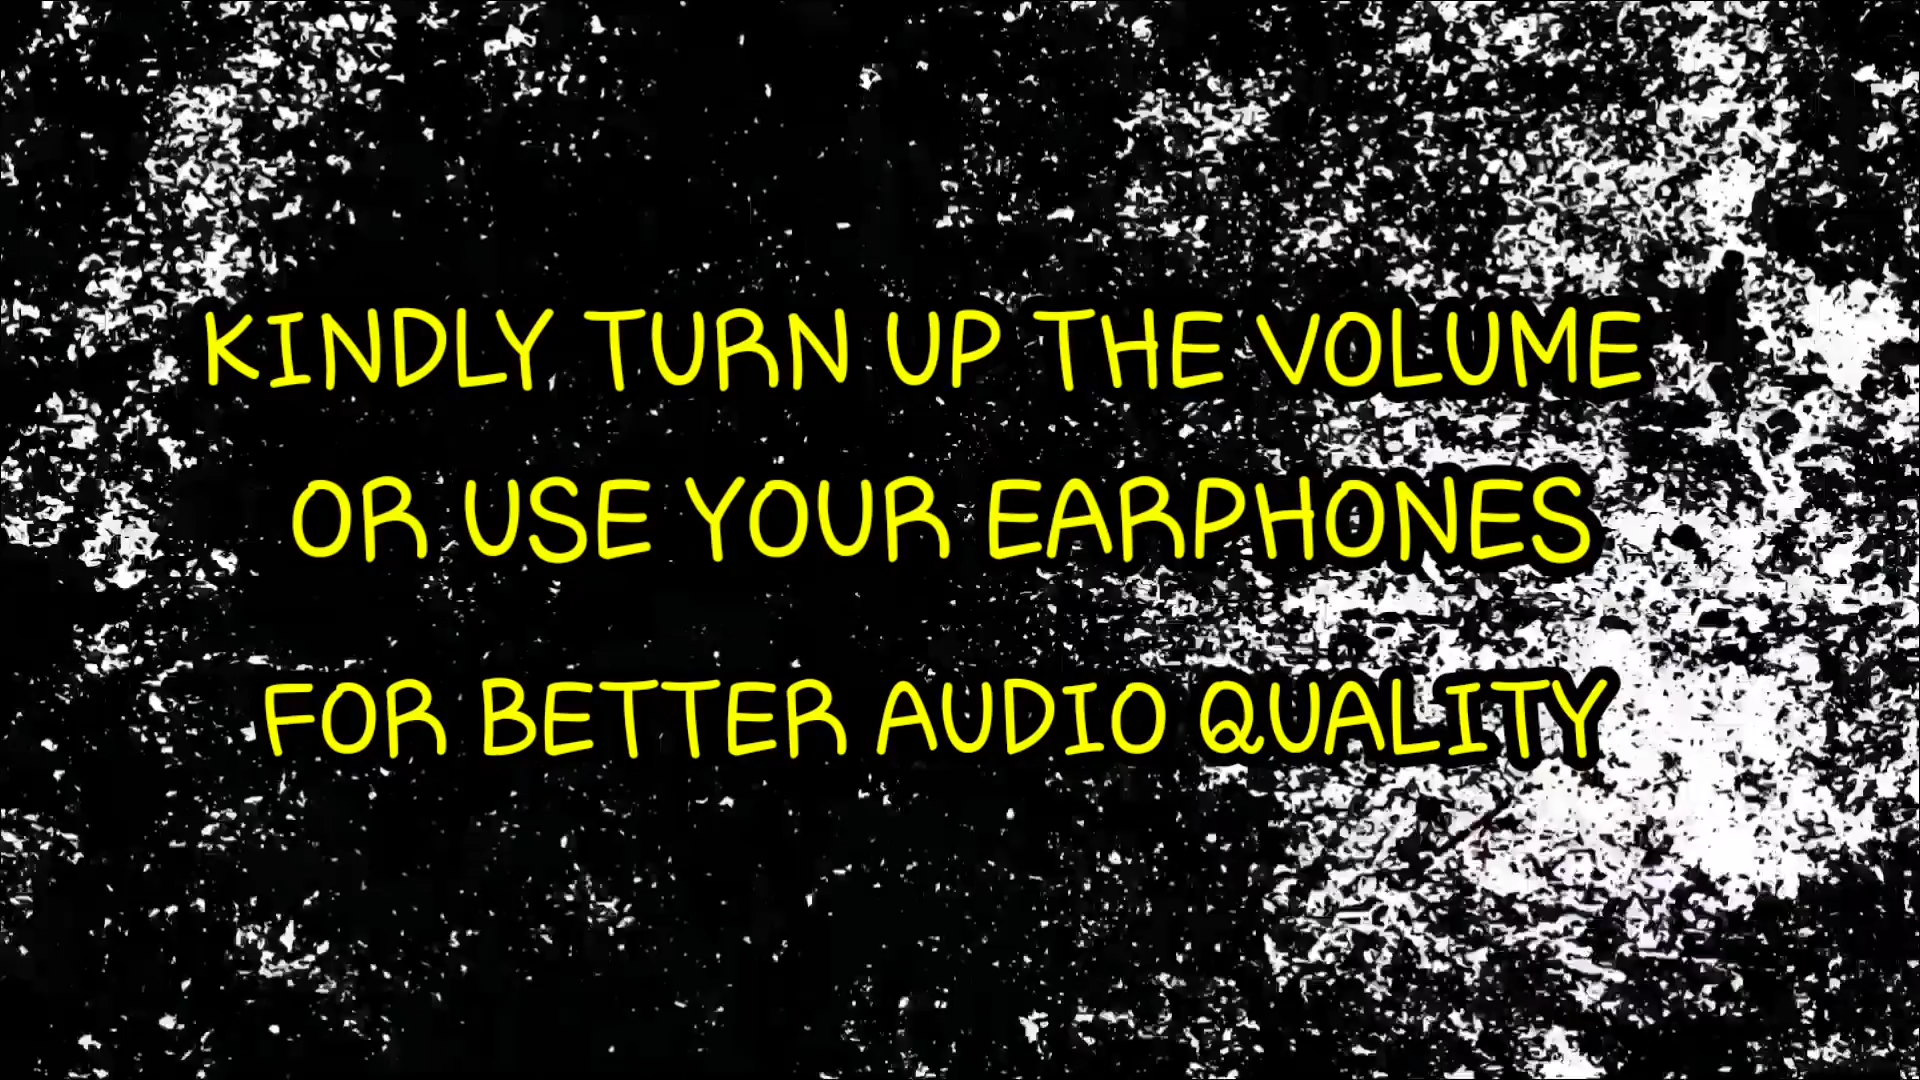 KINDLY TURN UP THE VOLUME
OR USE YOUR EARPHONES
FOR BETTER AUDIO QUALITY